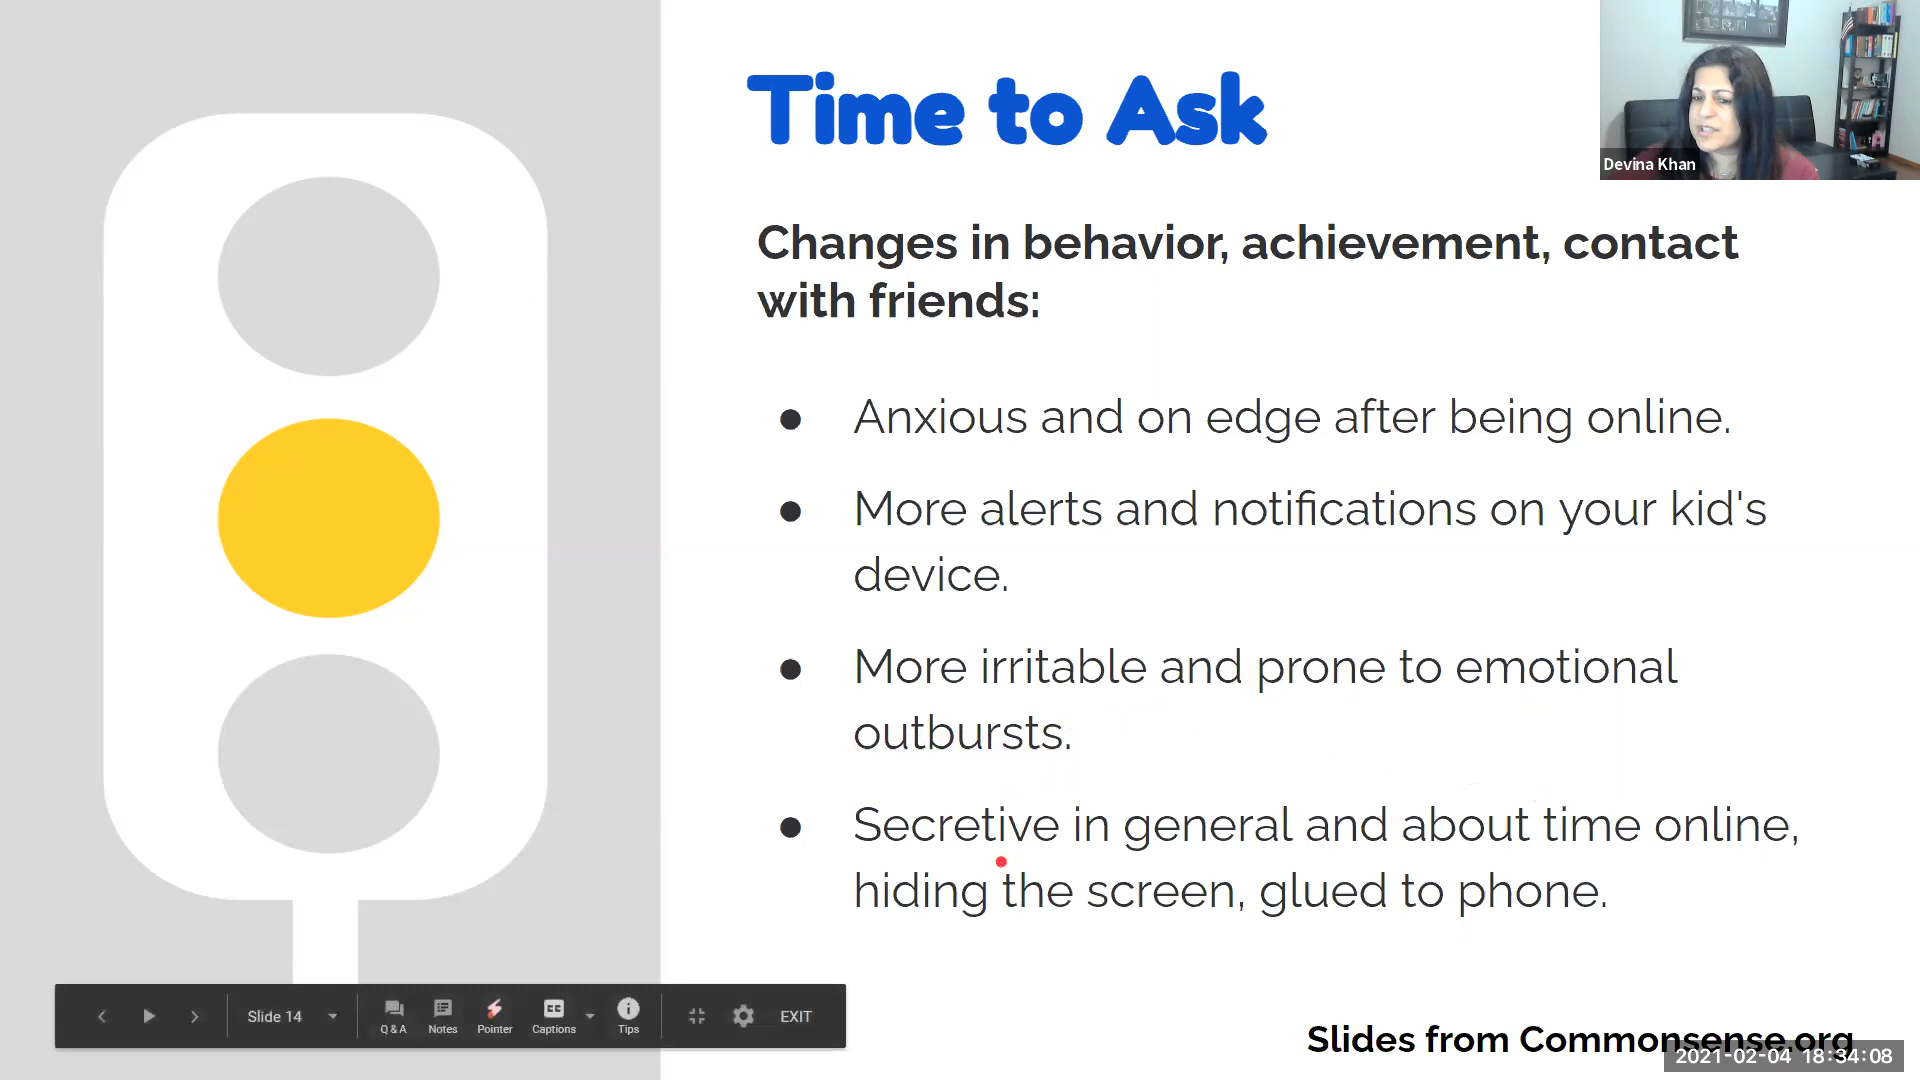 Time to Ask
Devina Khan
Changes in behavior, achievement, contact
with friends:
● Anxious and on edge after being online.
● More alerts and notifications on your kid's
device.
● More irritable and prone to emotional
outbursts.
● Secretive in general and about time online,
hiding the screen, glued to phone.
Slide 14
Q & A
Notes
Pointer
CC
Captions
Tips
EXIT
Slides from Commonsense.org
2021-02-04 18:34:08